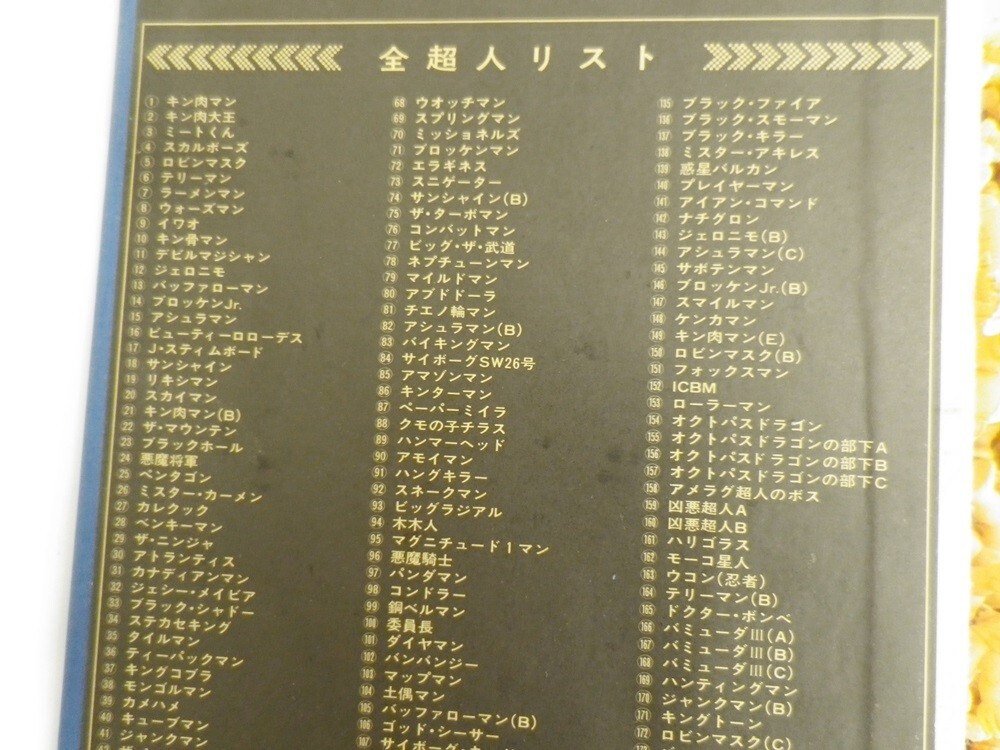 全超人リスト
① キン肉マン
② キン肉大王
③ ミートくん
④ スカルボーズ
⑤ ロビンマスク
⑥ テリーマン
⑦ ラーメンマン
⑧ ウォーズマン
⑨ イワオ
⑩ キン骨マン
⑪ デビルマジシャン
⑫ ジェロニモ
⑬ バッファローマン
⑭ ブロッケンJr.
⑮ アシュラマン
⑯ ビューティーローデス
⑰ J・スティムボード
⑱ サンシャイン
⑲ リキシマン
⑳ スカイマン
㉑ キン肉マン(B)
㉒ ザ・マウンテン
㉓ ブラックホール
㉔ 悪魔将軍
㉕ ペンタゴン
㉖ ミスター・カーメン
㉗ カレクック
㉘ ベンキーマン
㉙ ザ・ニンジャ
㉚ アトランティス
㉛ カナディアンマン
㉜ ジェシー・メイビア
㉝ ブラック・シャドー
㉞ ステカセキング
㉟ タイルマン
㊱ ティーパックマン
㊲ キングコブラ
㊳ モンゴルマン
㊴ カメハメ
㊵ キューブマン
㊶ ジャンクマン
68 ウオッチマン
69 スプリングマン
70 ミッショネルズ
71 ブロッケンマン
72 エラギネス
73 スニゲーター
74 サンシャイン(B)
75 ザ・ターボマン
76 コンバットマン
77 ビッグ・ザ・武道
78 ネプチューンマン
79 マイルドマン
80 アブドドーラ
81 チエノ輪マン
82 アシュラマン(B)
83 バイキングマン
84 サイボーグSW26号
85 アマゾンマン
86 キンターマン
87 ペーパーミイラ
88 クモの子チラス
89 ハンマーヘッド
90 アモイマン
91 ハングキラー
92 スネークマン
93 ビッグラジアル
94 木木人
95 マグニチュード1マン
96 悪魔騎士
97 パンダマン
98 コンドラー
99 銅ベルマン
100 委員長
101 ダイヤマン
102 バンバンジー
103 マップマン
104 土偶マン
105 バッファローマン(B)
106 ゴッド・シーサー
107
135 ブラック・ファイア
136 ブラック・スモーマン
137 ブラック・キラー
138 ミスター・アキレス
139 惑星バルカン
140 プレイヤーマン
141 アイアン・コマンド
142 ナチグロン
143 ジェロニモ(B)
144 アシュラマン(C)
145 サボテンマン
146 ブロッケンJr.(B)
147 スマイルマン
148 ケンカマン
149 キン肉マン(E)
150 ロビンマスク(B)
151 フォックスマン
152 ICBM
153 ローラーマン
154 オクトパスドラゴン
155 オクトパスドラゴンの部下A
156 オクトパスドラゴンの部下B
157 オクトパスドラゴンの部下C
158 アメラグ超人のボス
159 凶悪超人A
160 凶悪超人B
161 ハリゴラス
162 モーコ星人
163 ウコン(忍者)
164 テリーマン(B)
165 ドクター・ボンベ
166 バミューダⅢ(A)
167 バミューダⅢ(B)
168 バミューダⅢ(C)
169 ハンティングマン
170 ジャンクマン(B)
171 キングトーン
172 ロビンマスク(C)